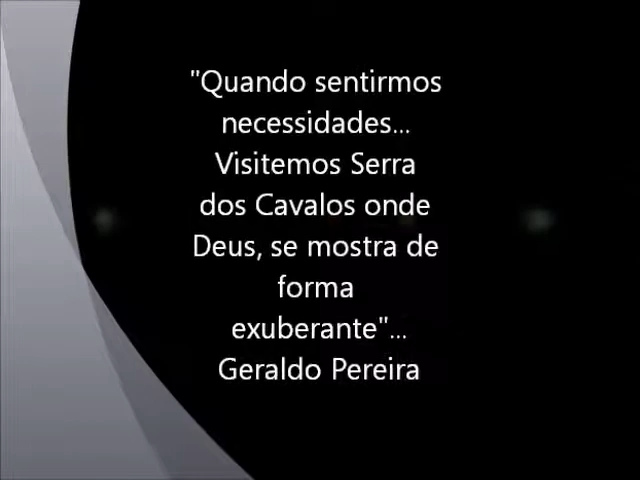 "Quando sentirmos
necessidades...
Visitemos Serra
dos Cavalos onde
Deus, se mostra de
forma
exuberante"...
Geraldo Pereira